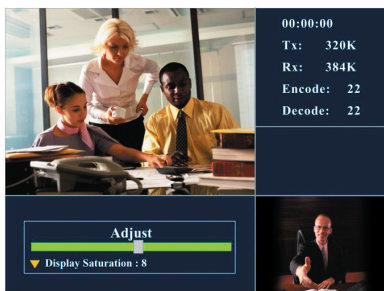 00:00:00
Tx: 320K
Rx: 384K
Encode: 22
Decode: 22
Adjust
Display Saturation : 8